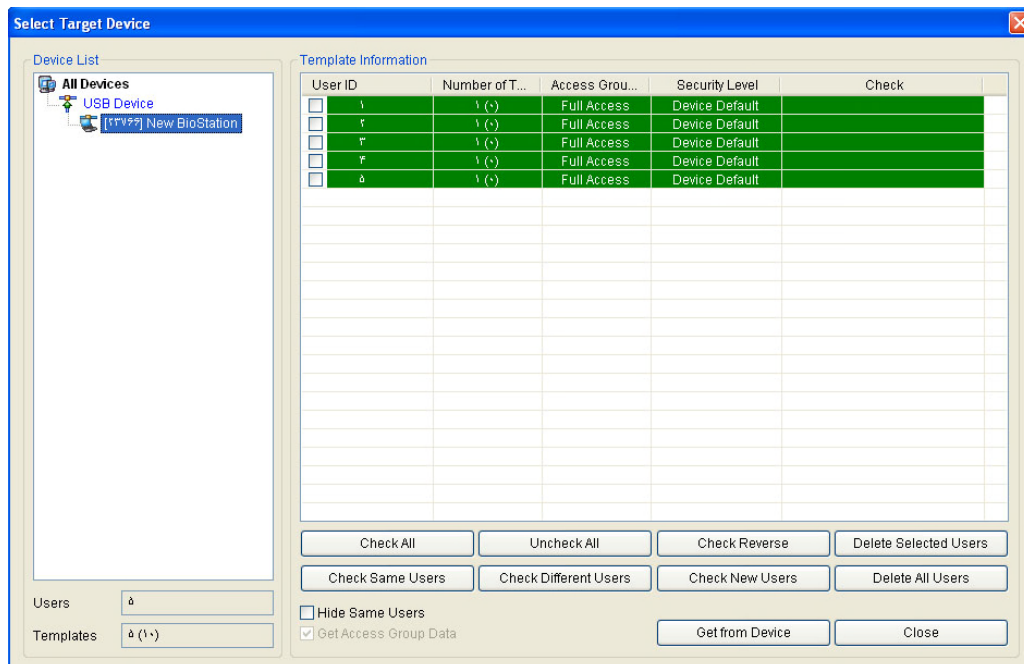 Select Target Device
Device List
All Devices
USB Device
[۲۳۷۶۶] New BioStation
Users ۵
Templates ۵ (۱۰)
Template Information
User ID Number of T... Access Grou... Security Level Check
۱ ۱ (۰) Full Access Device Default
۲ ۱ (۰) Full Access Device Default
۳ ۱ (۰) Full Access Device Default
۴ ۱ (۰) Full Access Device Default
۵ ۱ (۰) Full Access Device Default
Check All Uncheck All Check Reverse Delete Selected Users
Check Same Users Check Different Users Check New Users Delete All Users
Hide Same Users
Get Access Group Data Get from Device Close